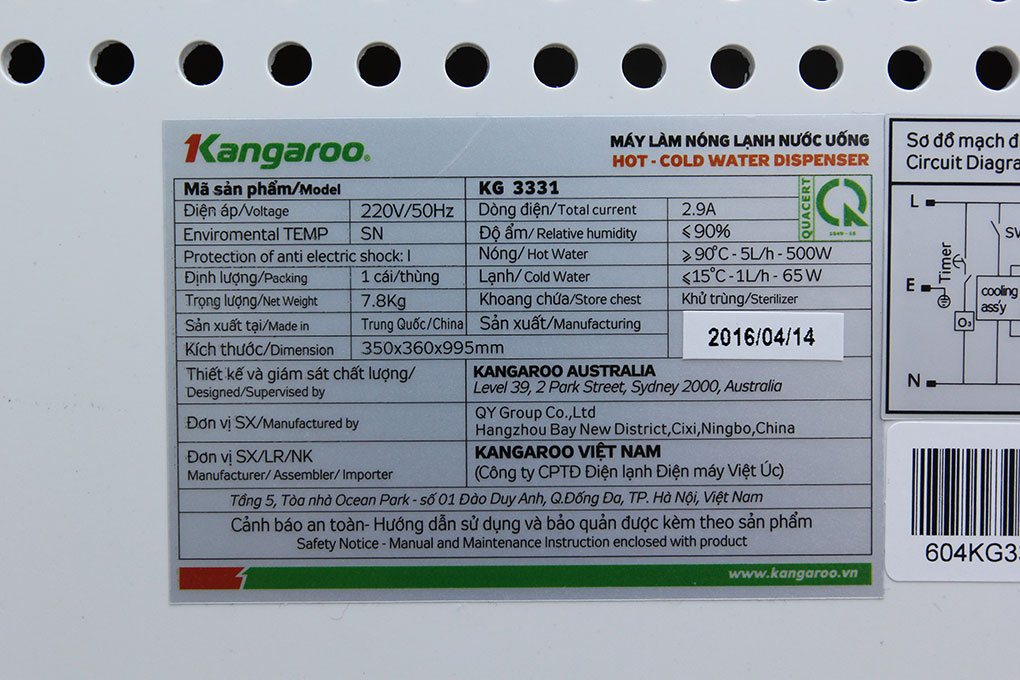 1Kangaroo®
MÁY LÀM NÓNG LẠNH NƯỚC UỐNG
HOT - COLD WATER DISPENSER
Mã sản phẩm/Model KG 3331
Điện áp/Voltage 220V/50Hz Dòng điện/Total current 2.9A
Enviromental TEMP SN Độ ẩm/ Relative humidity ≤ 90%
Protection of anti electric shock: I Nóng/ Hot Water ≥ 90°C - 5L/h - 500W
Định lượng/Packing 1 cái/thùng Lạnh/ Cold Water ≤ 15°C - 1L/h - 65W
Trọng lượng/Net Weight 7.8Kg Khoang chứa/Store chest Khử trùng/Sterilizer
Sản xuất tại/Made in Trung Quốc/China Sản xuất/Manufacturing 2016/04/14
Kích thước/Dimension 350x360x995mm
Thiết kế và giám sát chất lượng/
Designed/Supervised by
KANGAROO AUSTRALIA
Level 39, 2 Park Street, Sydney 2000, Australia
Đơn vị SX/Manufactured by
QY Group Co.,Ltd
Hangzhou Bay New District,Cixi,Ningbo,China
Đơn vị SX/LR/NK
Manufacturer/ Assembler/ Importer
KANGAROO VIỆT NAM
(Công ty CPTĐ Điện lạnh Điện máy Việt Úc)
Tầng 5, Tòa nhà Ocean Park - số 01 Đào Duy Anh, Q.Đống Đa, TP. Hà Nội, Việt Nam
Cảnh báo an toàn- Hướng dẫn sử dụng và bảo quản được kèm theo sản phẩm
Safety Notice - Manual and Maintenance Instruction enclosed with product
www.kangaroo.vn
QUACERT
Sơ đồ mạch đ
Circuit Diagra
L
SW
Timer
E
cooling
ass'y
O₃
N
604KG33